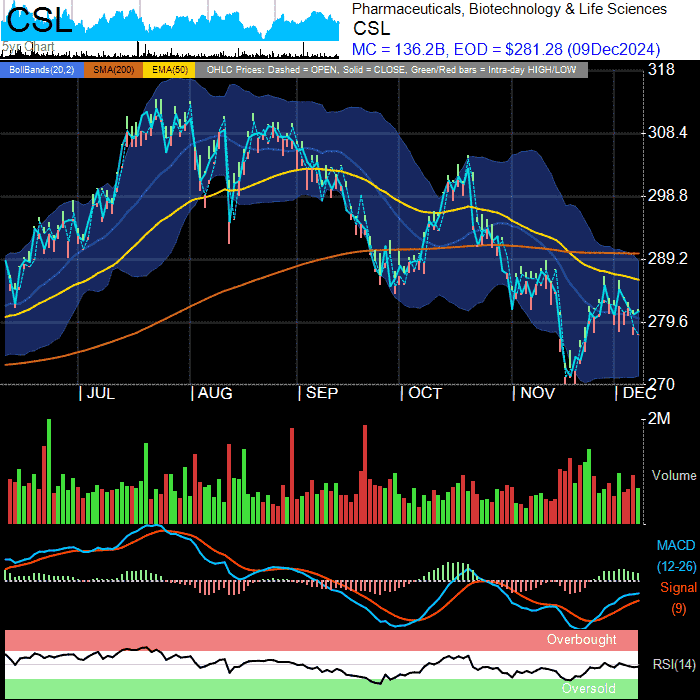 CSL
5yr Chart
Pharmaceuticals, Biotechnology & Life Sciences
CSL
MC = 136.2B, EOD = $281.28 (09Dec2024)
BollBands(20,2) SMA(200) EMA(50) OHLC Prices: Dashed = OPEN, Solid = CLOSE, Green/Red bars = Intra-day HIGH/LOW
318
308.4
298.8
289.2
279.6
270
JUL AUG SEP OCT NOV DEC
2M
Volume
MACD
(12-26)
Signal
(9)
Overbought
RSI(14)
Oversold